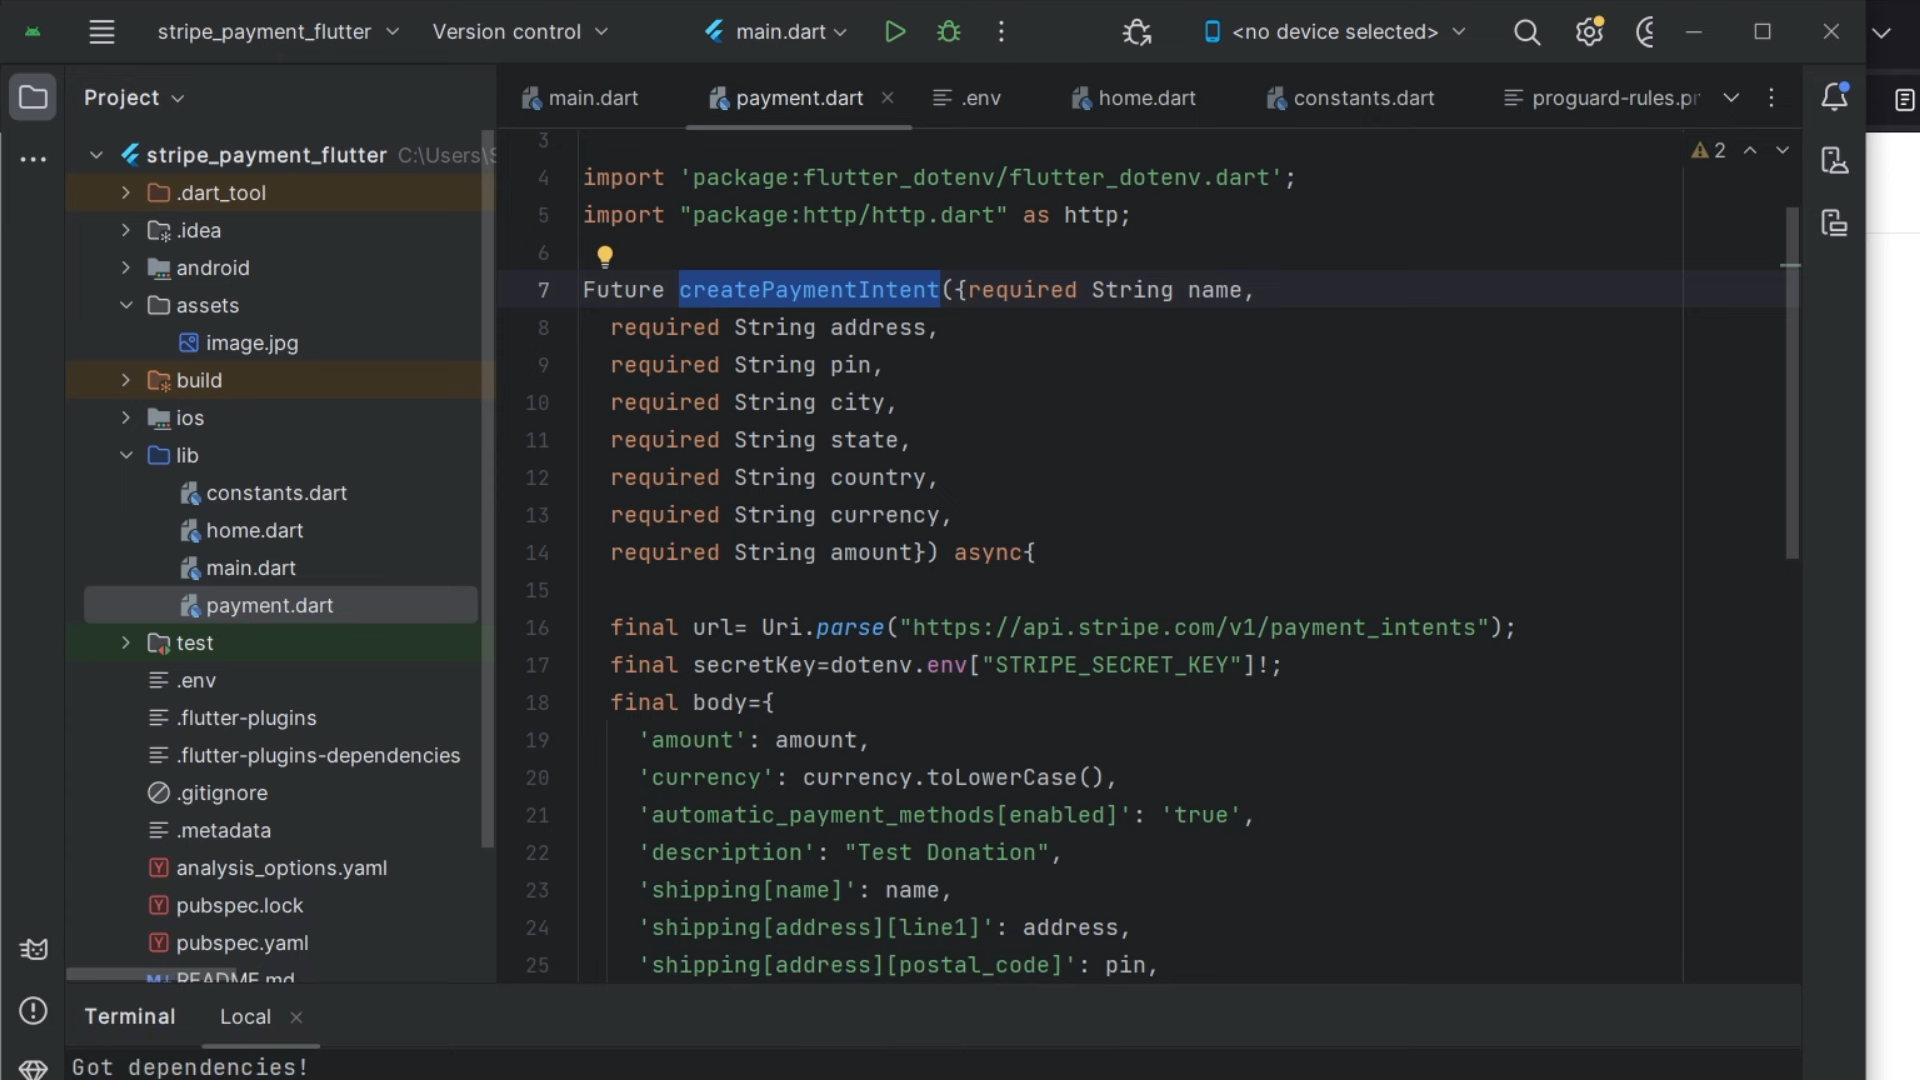 stripe_payment_flutter
Version control
main.dart
<no device selected>
Project
stripe_payment_flutter C:\Users\S
.dart_tool
.idea
android
assets
image.jpg
build
ios
lib
constants.dart
home.dart
main.dart
payment.dart
test
.env
.flutter-plugins
.flutter-plugins-dependencies
.gitignore
.metadata
analysis_options.yaml
pubspec.lock
pubspec.yaml
README.md
main.dart
payment.dart
.env
home.dart
constants.dart
proguard-rules.pr
2
3
4 import 'package:flutter_dotenv/flutter_dotenv.dart';
5 import "package:http/http.dart" as http;
6
7 Future createPaymentIntent({required String name,
8 required String address,
9 required String pin,
10 required String city,
11 required String state,
12 required String country,
13 required String currency,
14 required String amount}) async{
15
16 final url= Uri.parse("https://api.stripe.com/v1/payment_intents");
17 final secretKey=dotenv.env["STRIPE_SECRET_KEY"]!;
18 final body={
19 'amount': amount,
20 'currency': currency.toLowerCase(),
21 'automatic_payment_methods[enabled]': 'true',
22 'description': "Test Donation",
23 'shipping[name]': name,
24 'shipping[address][line1]': address,
25 'shipping[address][postal_code]': pin,
Terminal
Local
Got dependencies!